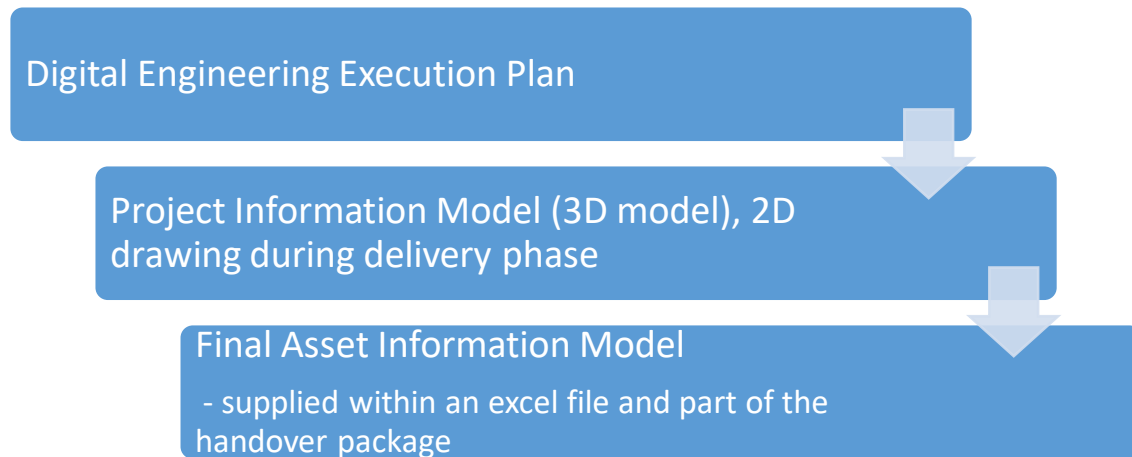 Digital Engineering Execution Plan
Project Information Model (3D model), 2D
drawing during delivery phase
Final Asset Information Model
- supplied within an excel file and part of the
handover package